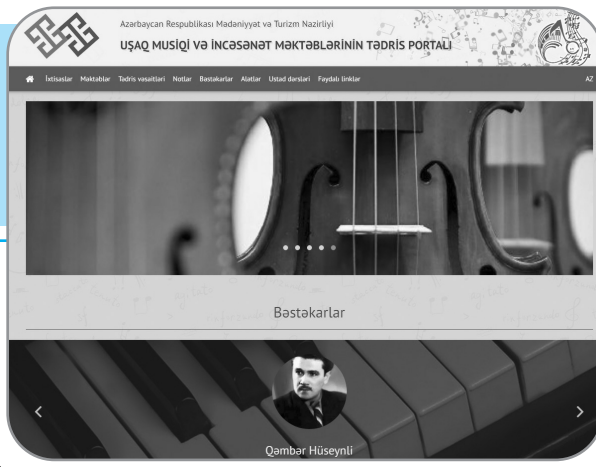 Azərbaycan Respublikası Mədəniyyət və Turizm Nazirliyi
UŞAQ MUSİQİ VƏ İNCƏSƏNƏT MƏKTƏBLƏRİNİN TƏDRİS PORTALI
İxtisaslar Məktəblər Tədris vəsaitləri Notlar Bəstəkarlar Alətlər Ustad dərsləri Faydalı linklər AZ
Bəstəkarlar
Qəmbər Hüseynli